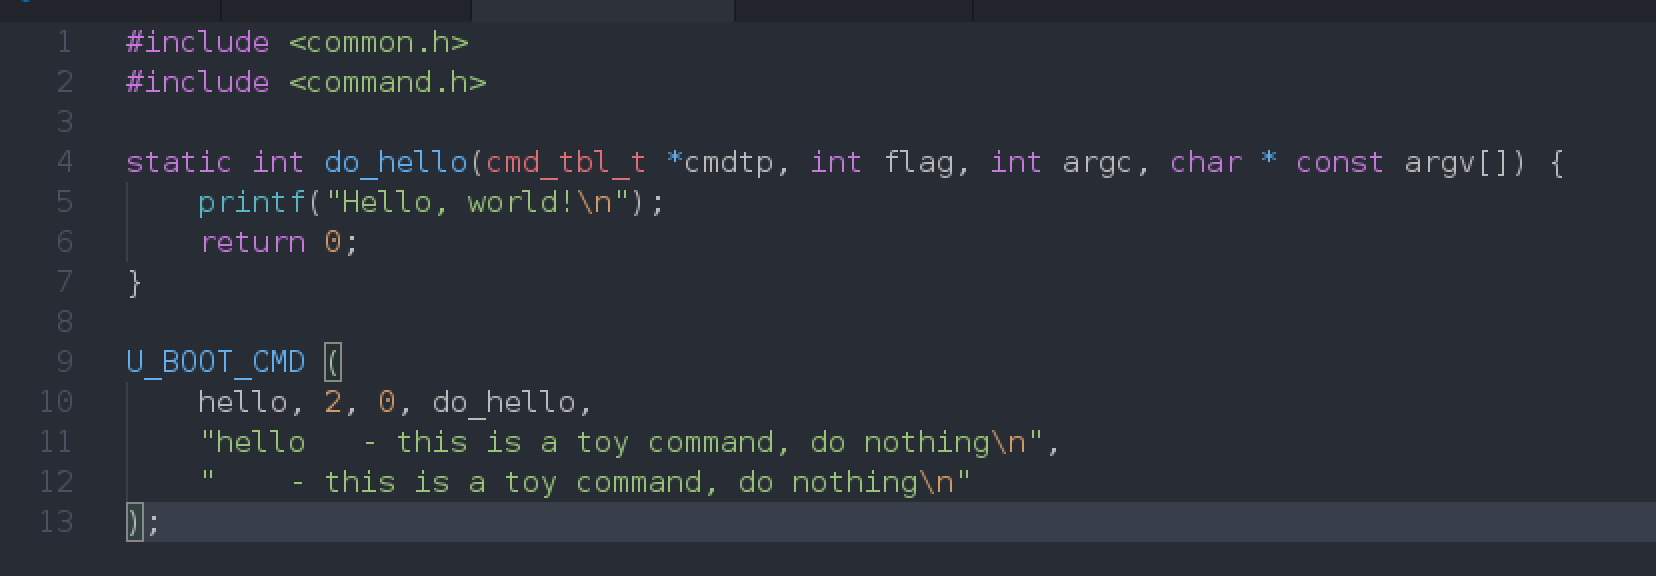 1 #include <common.h>
2 #include <command.h>
3
4 static int do_hello(cmd_tbl_t *cmdtp, int flag, int argc, char * const argv[]) {
5     printf("Hello, world!\n");
6     return 0;
7 }
8
9 U_BOOT_CMD (
10     hello, 2, 0, do_hello,
11     "hello   - this is a toy command, do nothing\n",
12     "    - this is a toy command, do nothing\n"
13 );